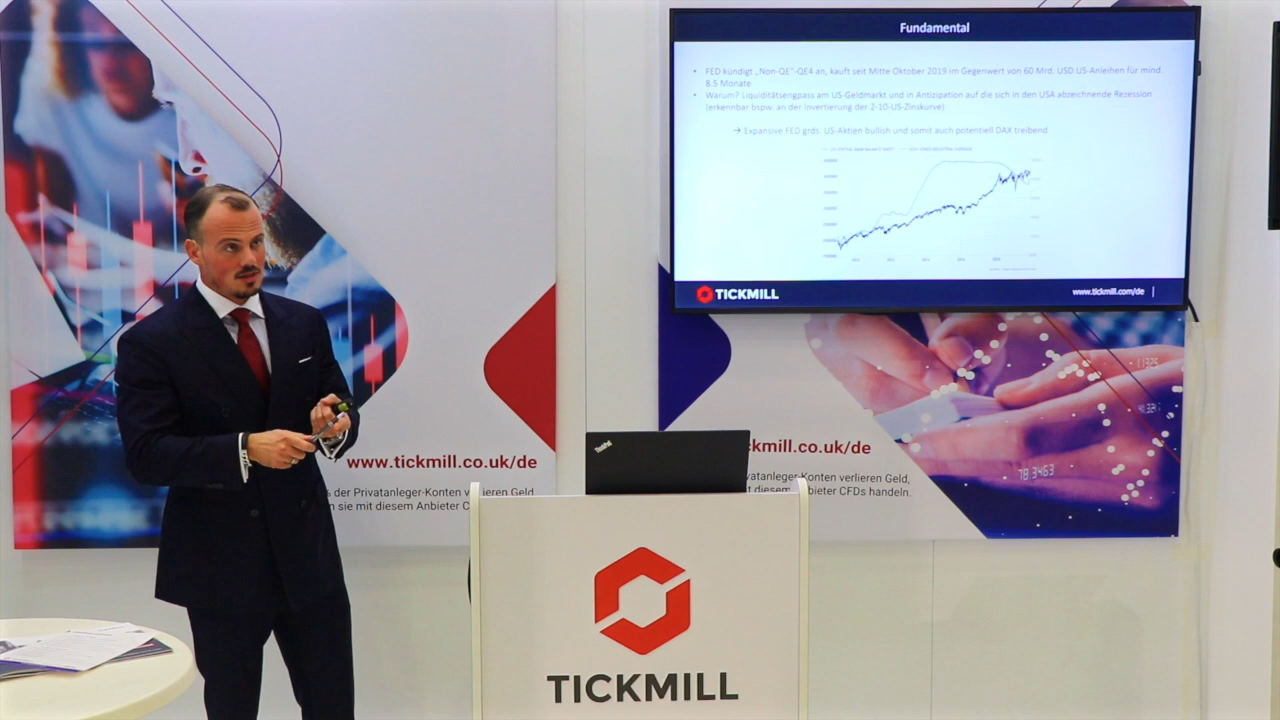 Fundamental
FED kündigt „Non-QE"-QE4 an, kauft seit Mitte Oktober 2019 im Gegenwert von 60 Mrd. USD US-Anleihen für mind.
8.5 Monate
Warum? Liquiditätsengpass am US-Geldmarkt und in Antizipation auf die sich in den USA abzeichnende Rezession
(erkennbar bspw. an der Invertierung der 2-10-US-Zinskurve)
→ Expansive FED grds. US-Aktien bullish und somit auch potentiell DAX treibend
TICKMILL
www.tickmill.com/de
www.tickmill.co.uk/de
der Privatanleger-Konten
Geld
sie mit diesem Anbieter
ThinkPad
ckmill.co.uk/de
vatanleger-Konten verlieren Geld,
t diesem Anbieter CFDs handeln.
78.3463
TICKMILL